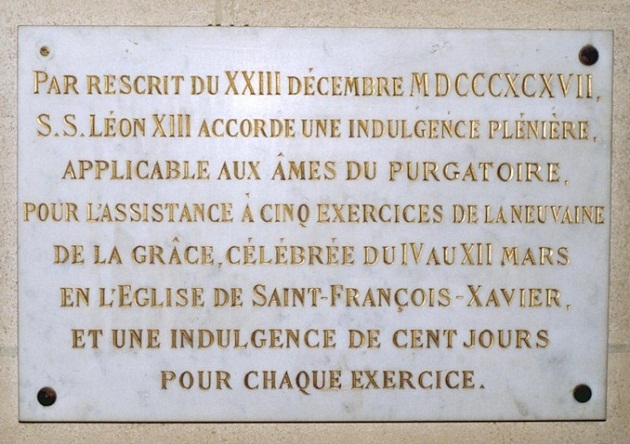 PAR RESCRIT DU XXIII DÉCEMBRE MDCCCXCXVII,
S.S. LÉON XIII ACCORDE UNE INDULGENCE PLÉNIÈRE,
APPLICABLE AUX ÂMES DU PURGATOIRE,
POUR L'ASSISTANCE À CINQ EXERCICES DE LA NEUVAINE
DE LA GRÂCE, CÉLÉBRÉE DU IV AU XII MARS
EN L'EGLISE DE SAINT-FRANÇOIS-XAVIER,
ET UNE INDULGENCE DE CENT JOURS
POUR CHAQUE EXERCICE.